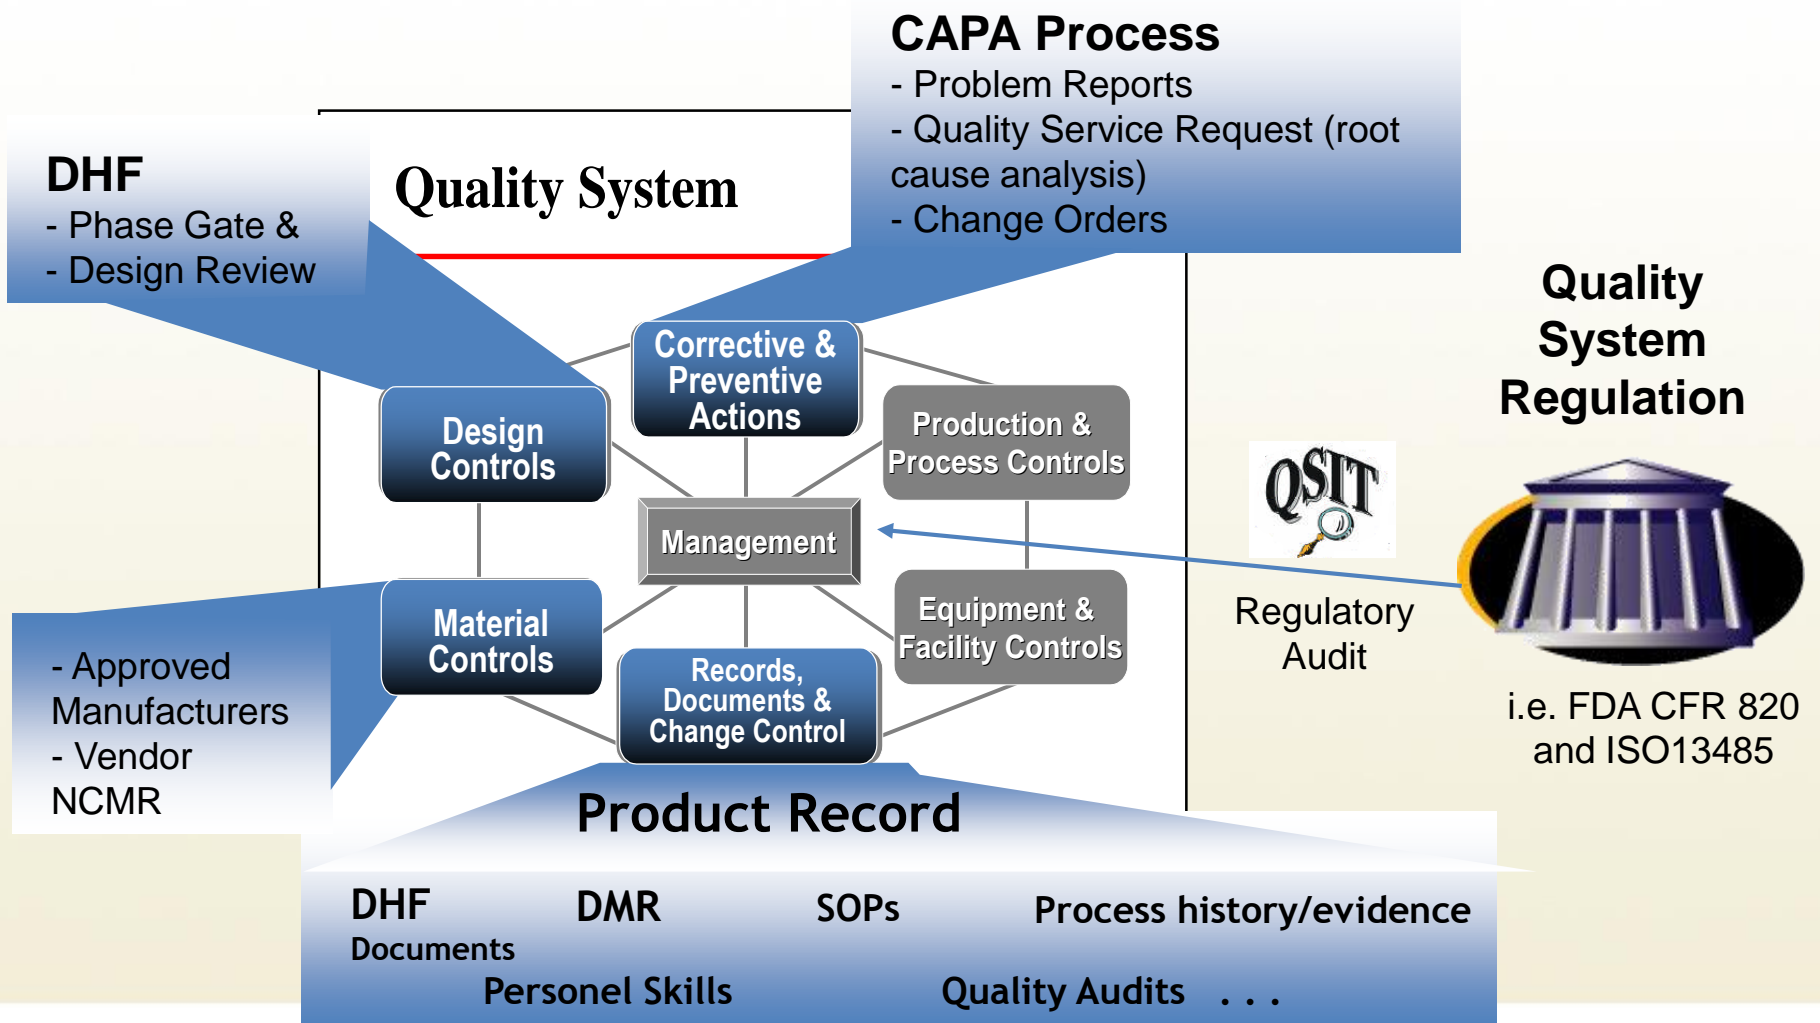 CAPA Process
- Problem Reports
- Quality Service Request (root
cause analysis)
- Change Orders
DHF
- Phase Gate &
- Design Review
Quality System
Corrective &
Preventive
Actions
Design
Controls
Production &
Process Controls
Management
Material
Controls
Equipment &
Facility Controls
Records,
Documents &
Change Control
- Approved
Manufacturers
- Vendor
NCMR
Product Record
DHF
Documents
DMR
SOPs
Process history/evidence
Personel Skills
Quality Audits . . .
QSIT
Regulatory
Audit
Quality
System
Regulation
i.e. FDA CFR 820
and ISO13485